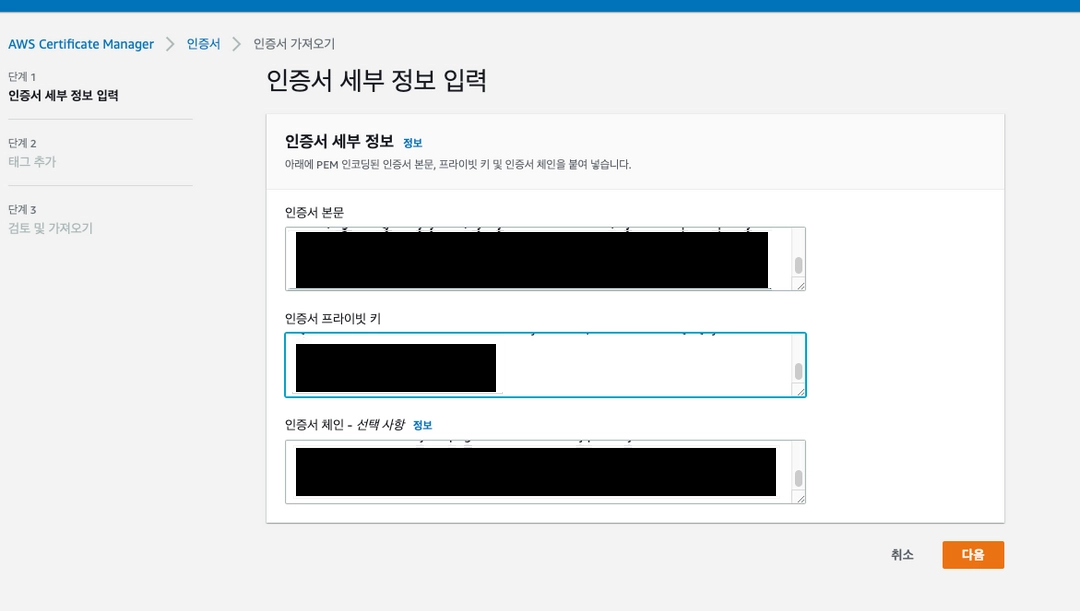 AWS Certificate Manager > 인증서 > 인증서 가져오기
단계 1
인증서 세부 정보 입력
단계 2
태그 추가
단계 3
검토 및 가져오기
인증서 세부 정보 입력
인증서 세부 정보 정보
아래에 PEM 인코딩된 인증서 본문, 프라이빗 키 및 인증서 체인을 붙여 넣습니다.
인증서 본문
인증서 프라이빗 키
인증서 체인 - 선택 사항 정보
취소
다음